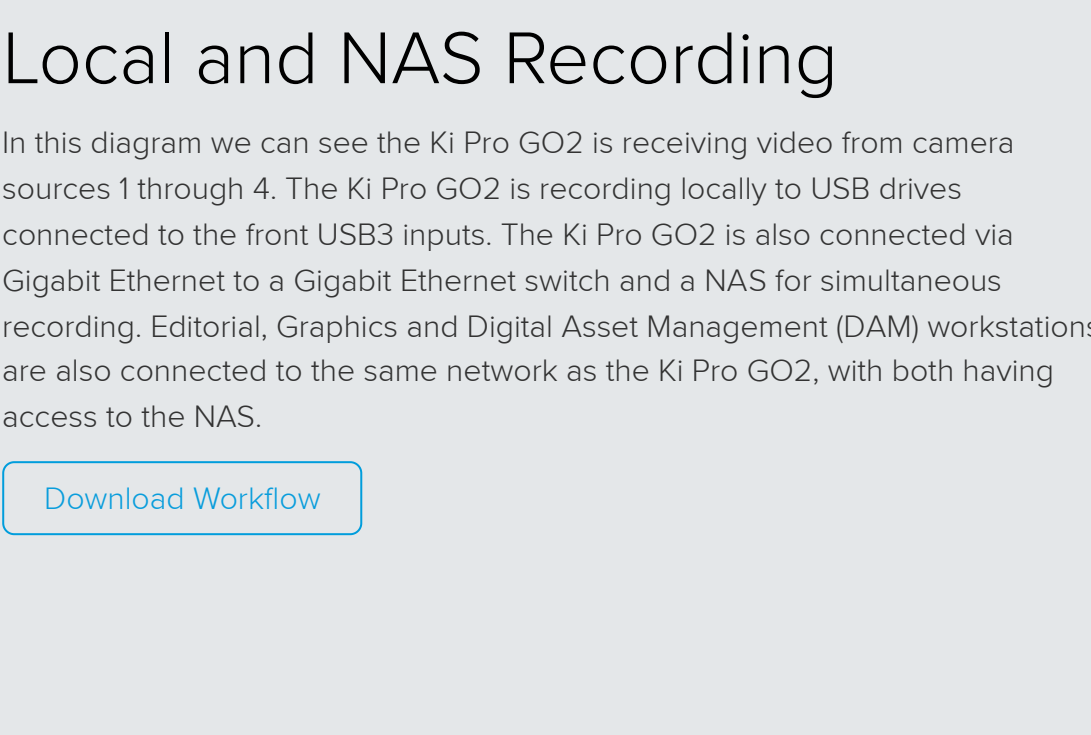 Local and NAS Recording
In this diagram we can see the Ki Pro GO2 is receiving video from camera
sources 1 through 4. The Ki Pro GO2 is recording locally to USB drives
connected to the front USB3 inputs. The Ki Pro GO2 is also connected via
Gigabit Ethernet to a Gigabit Ethernet switch and a NAS for simultaneous
recording. Editorial, Graphics and Digital Asset Management (DAM) workstations
are also connected to the same network as the Ki Pro GO2, with both having
access to the NAS.
Download Workflow